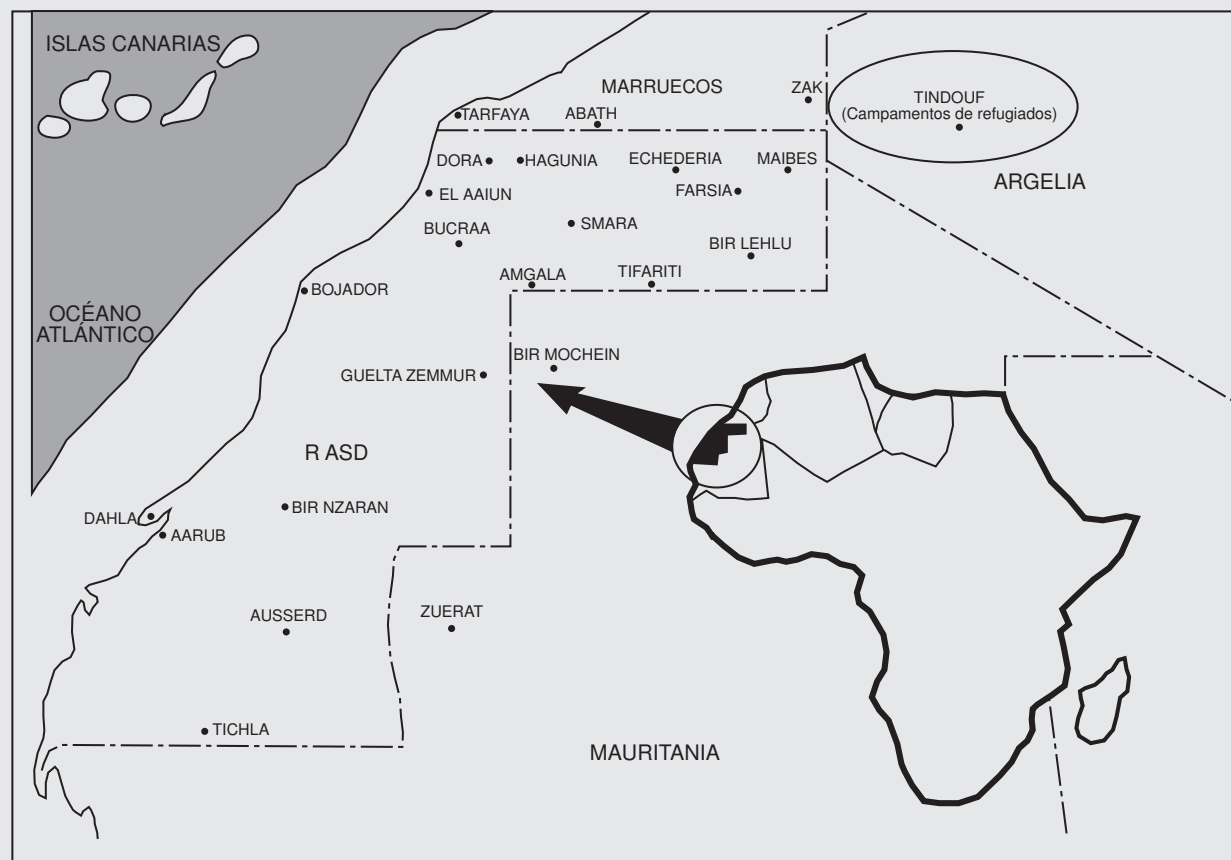 ISLAS CANARIAS
MARRUECOS
ZAK
TINDOUF
(Campamentos de refugiados)
TARFAYA
ABATH
DORA
HAGUNIA
ECHEDERIA
MAIBES
ARGELIA
EL AAIUN
FARSIA
BUCRAA
SMARA
BIR LEHLU
AMGALA
TIFARITI
BOJADOR
OCÉANO
ATLÁNTICO
BIR MOCHEIN
GUELTA ZEMMUR
R ASD
DAHLA
BIR NZARAN
AARUB
AUSSERD
ZUERAT
TICHLA
MAURITANIA